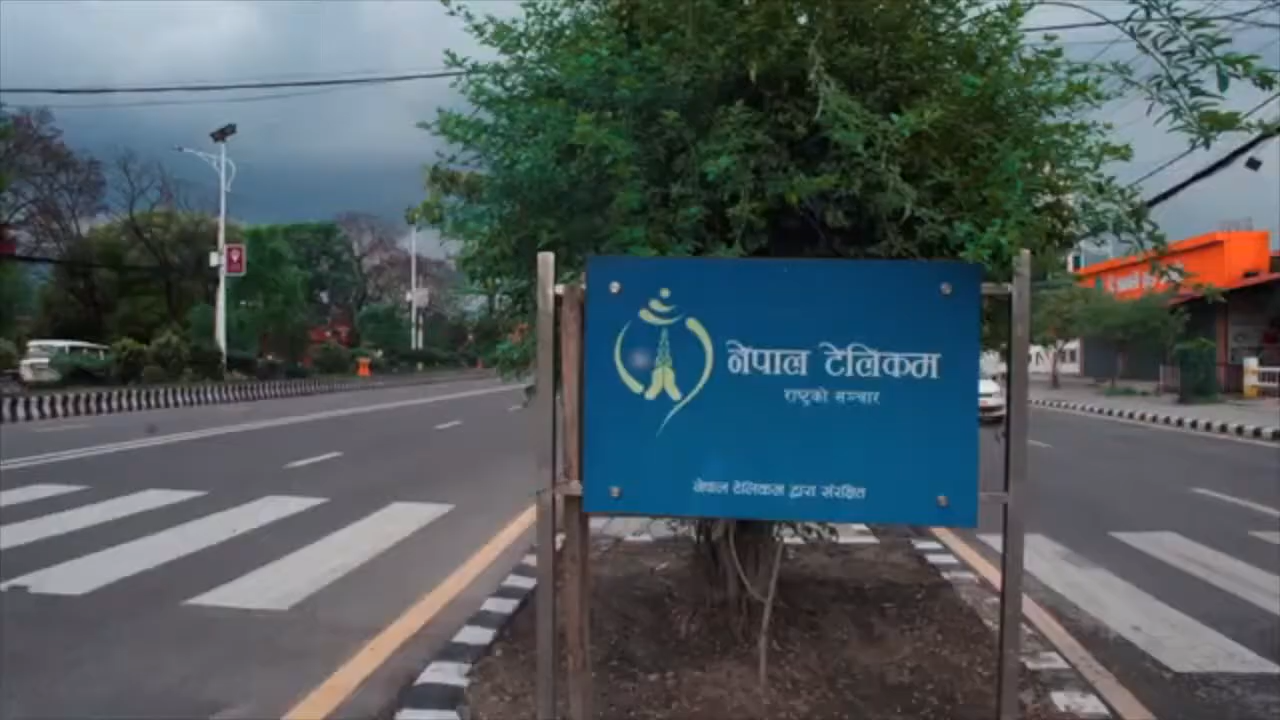 नेपाल टेलिकम
राष्ट्रको सञ्चार
नेपाल टेलिकम द्वारा संरक्षित